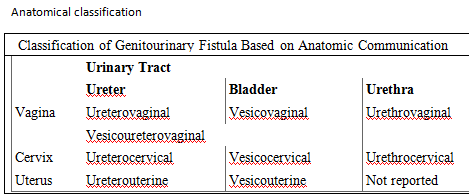 Anatomical classification
Classification of Genitourinary Fistula Based on Anatomic Communication
Urinary Tract
Ureter Bladder Urethra
Vagina Ureterovaginal Vesicovaginal Urethrovaginal
Vesicoureterovaginal
Cervix Ureterocervical Vesicocervical Urethrocervical
Uterus Ureterouterine Vesicouterine Not reported